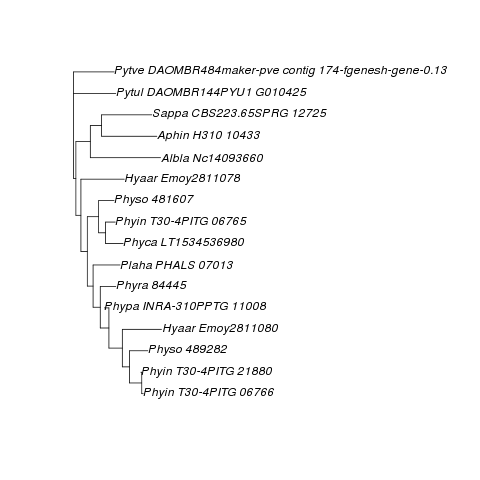 Pytve DAOMBR484maker-pve contig 174-fgenesh-gene-0.13
Pytul DAOMBR144PYU1 G010425
Sappa CBS223.65SPRG 12725
Aphin H310 10433
Albla Nc14093660
Hyaar Emoy2811078
Physo 481607
Phyin T30-4PITG 06765
Phyca LT1534536980
Plaha PHALS 07013
Phyra 84445
Phypa INRA-310PPTG 11008
Hyaar Emoy2811080
Physo 489282
Phyin T30-4PITG 21880
Phyin T30-4PITG 06766